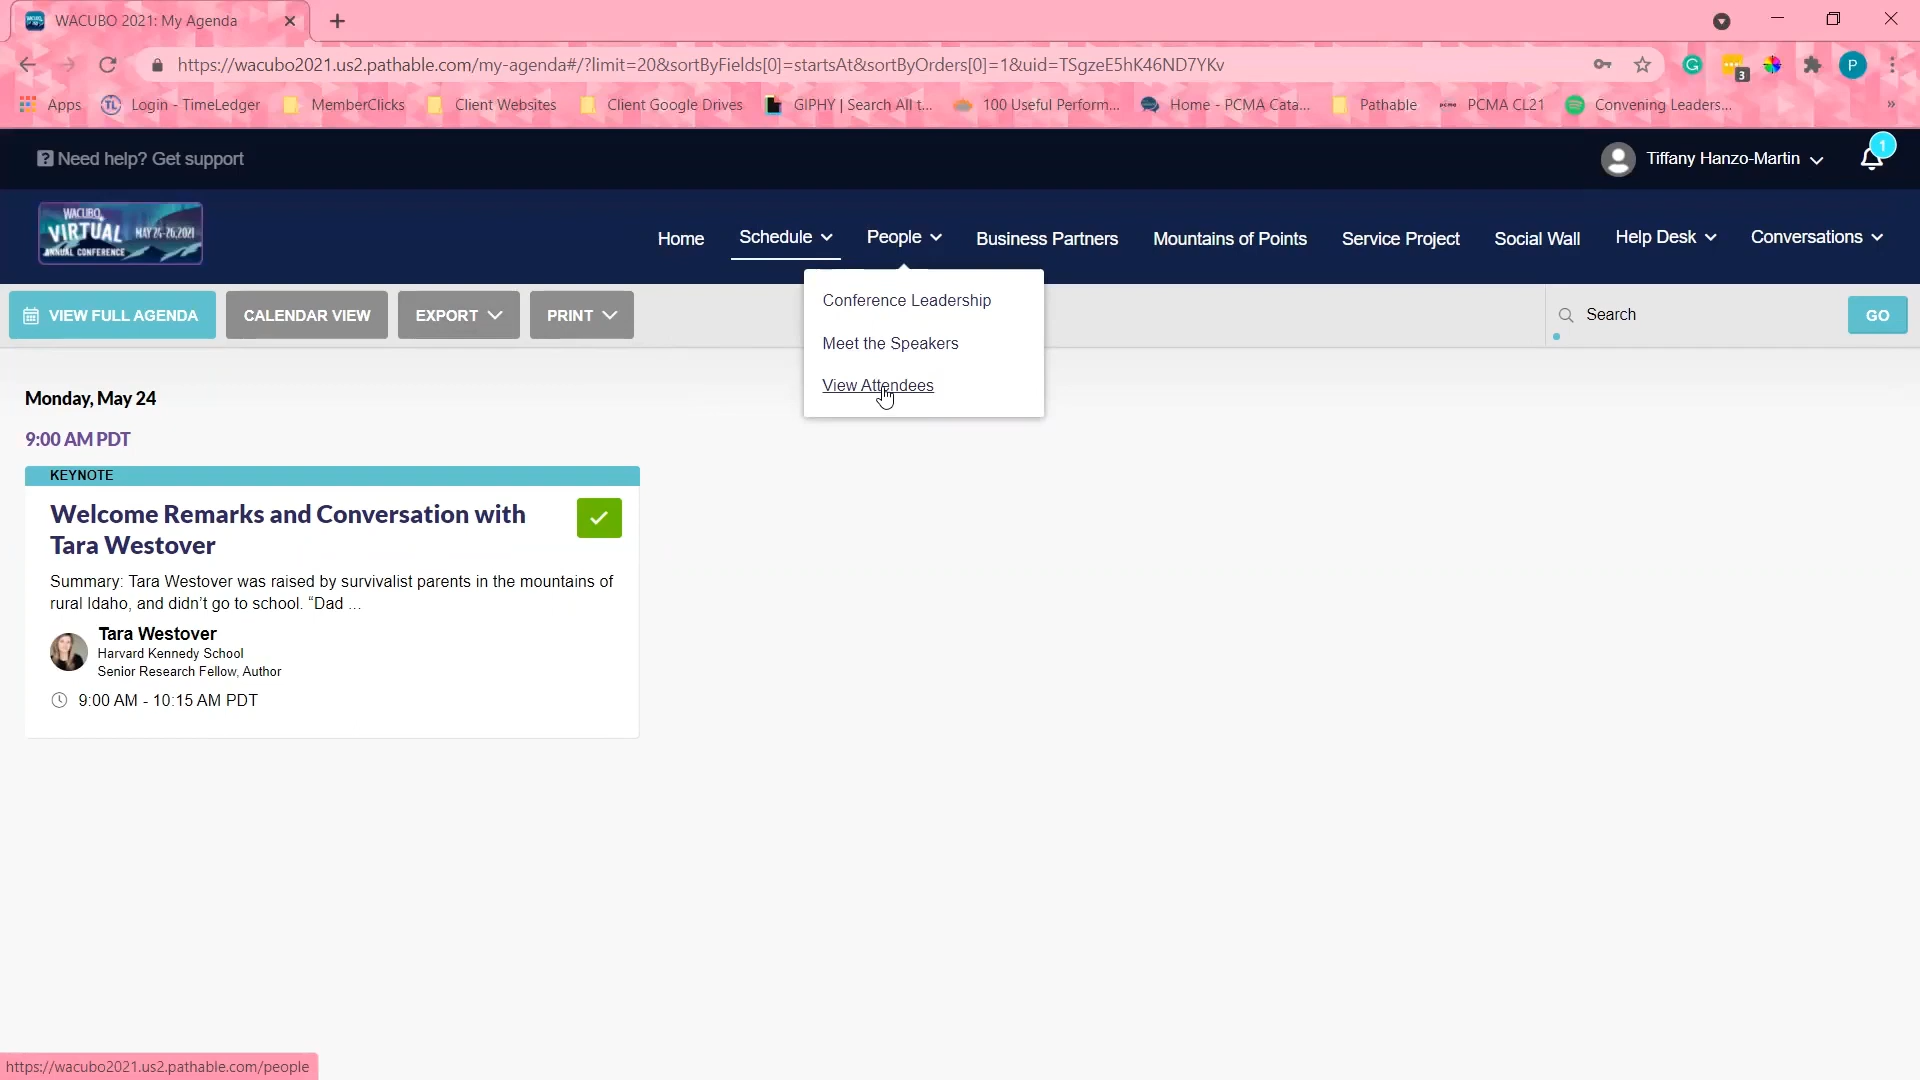 WACUBO 2021: My Agenda
https://wacubo2021.us2.pathable.com/my-agenda#/?limit=20&sortByFields[0]=startsAt&sortByOrders[0]=1&uid=TSgzeE5hK46ND7YKv
3
P
Apps
TL
Login - TimeLedger
MemberClicks
Client Websites
Client Google Drives
GIPHY | Search All t...
100 Useful Perform...
Home - PCMA Cata...
Pathable
PCMA CL21
Convening Leaders...
»
Need help? Get support
Tiffany Hanzo-Martin
1
WACUBO
VIRTUAL MAY 24-26, 2021
ANNUAL CONFERENCE
Home
Schedule
People
Business Partners
Mountains of Points
Service Project
Social Wall
Help Desk
Conversations
Conference Leadership
Meet the Speakers
View Attendees
VIEW FULL AGENDA
CALENDAR VIEW
EXPORT
PRINT
Search
GO
Monday, May 24
9:00 AM PDT
KEYNOTE
Welcome Remarks and Conversation with
Tara Westover
Summary: Tara Westover was raised by survivalist parents in the mountains of
rural Idaho, and didn't go to school. “Dad ...
Tara Westover
Harvard Kennedy School
Senior Research Fellow, Author
9:00 AM - 10:15 AM PDT
https://wacubo2021.us2.pathable.com/people